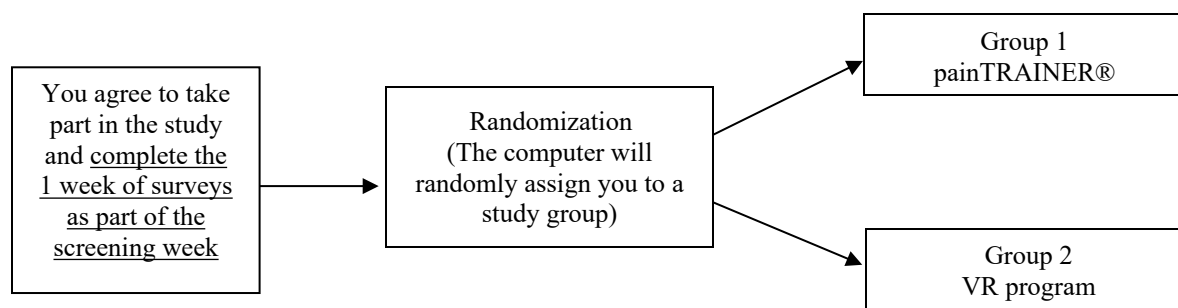 You agree to take
part in the study
and complete the
1 week of surveys
as part of the
screening week
Randomization
(The computer will
randomly assign you to a
study group)
Group 1
painTRAINER®
Group 2
VR program